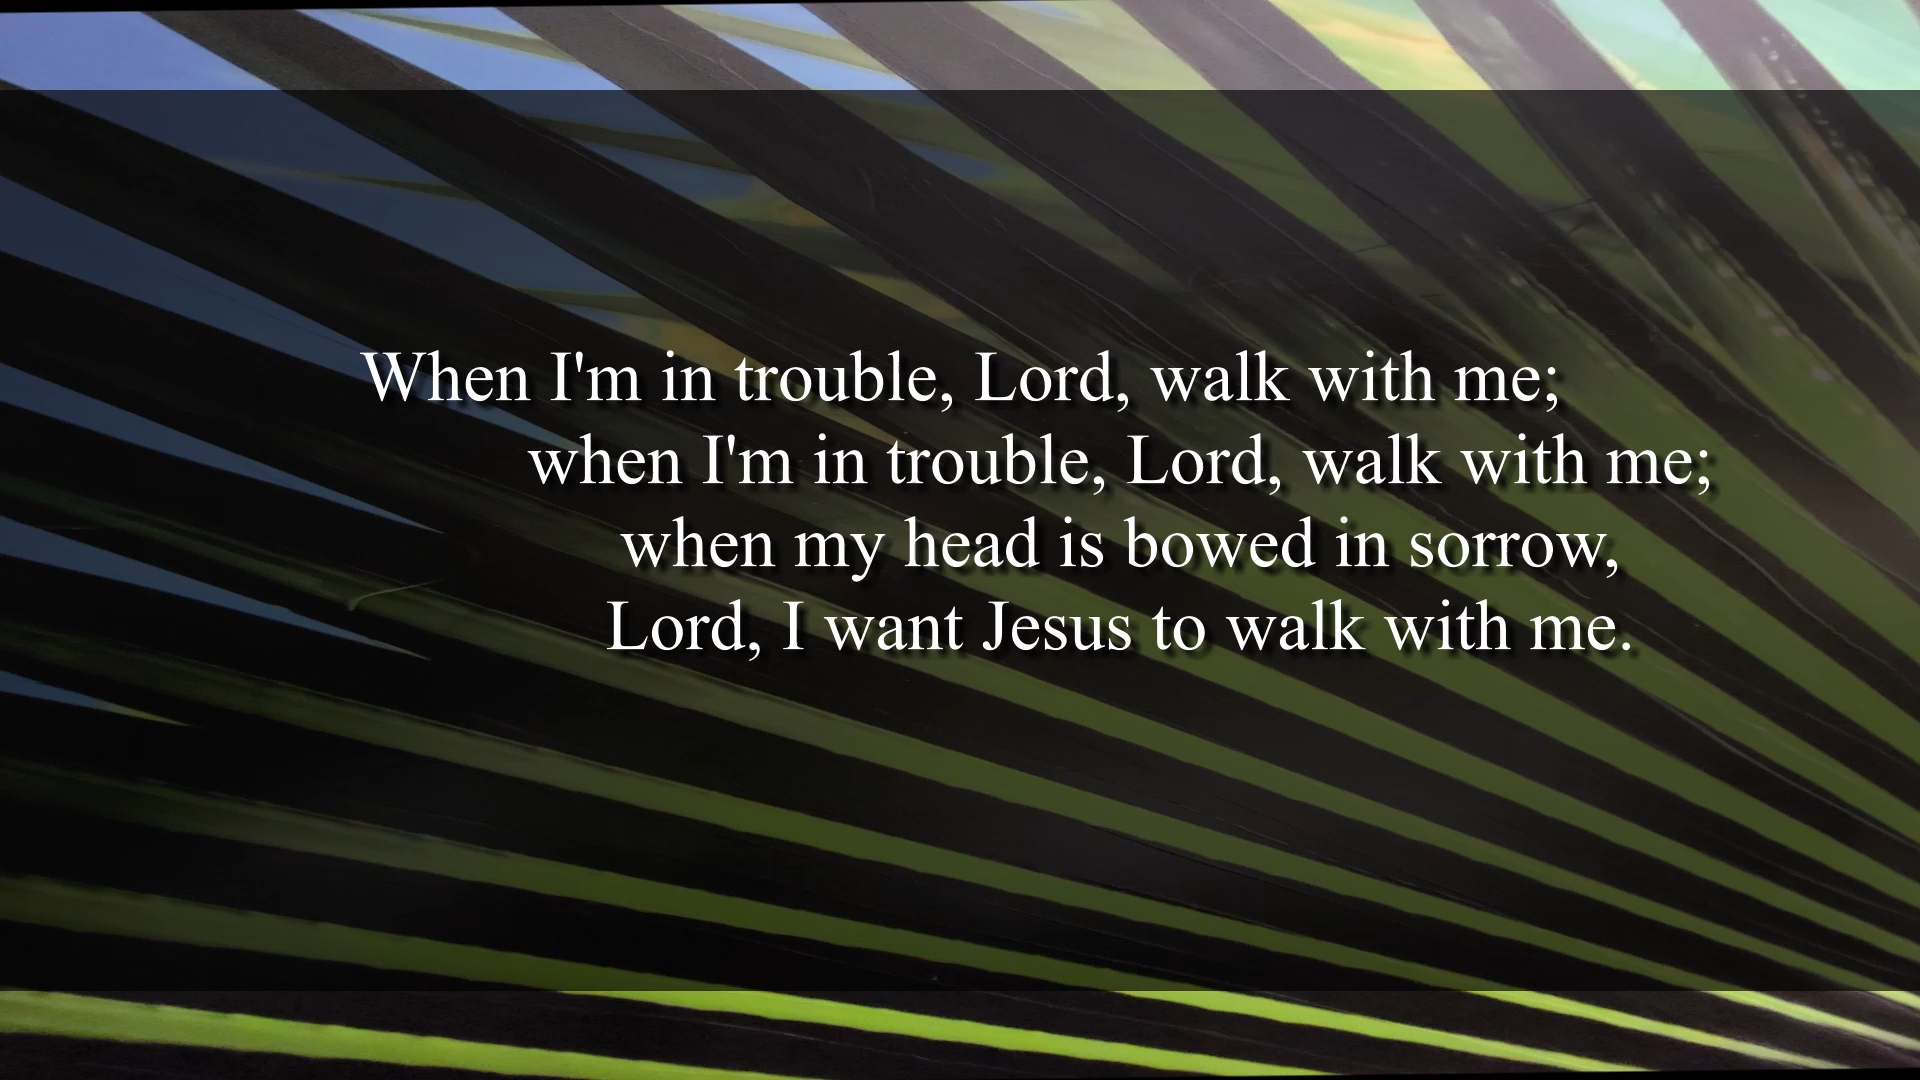 When I'm in trouble, Lord, walk with me;
when I'm in trouble, Lord, walk with me;
when my head is bowed in sorrow,
Lord, I want Jesus to walk with me.